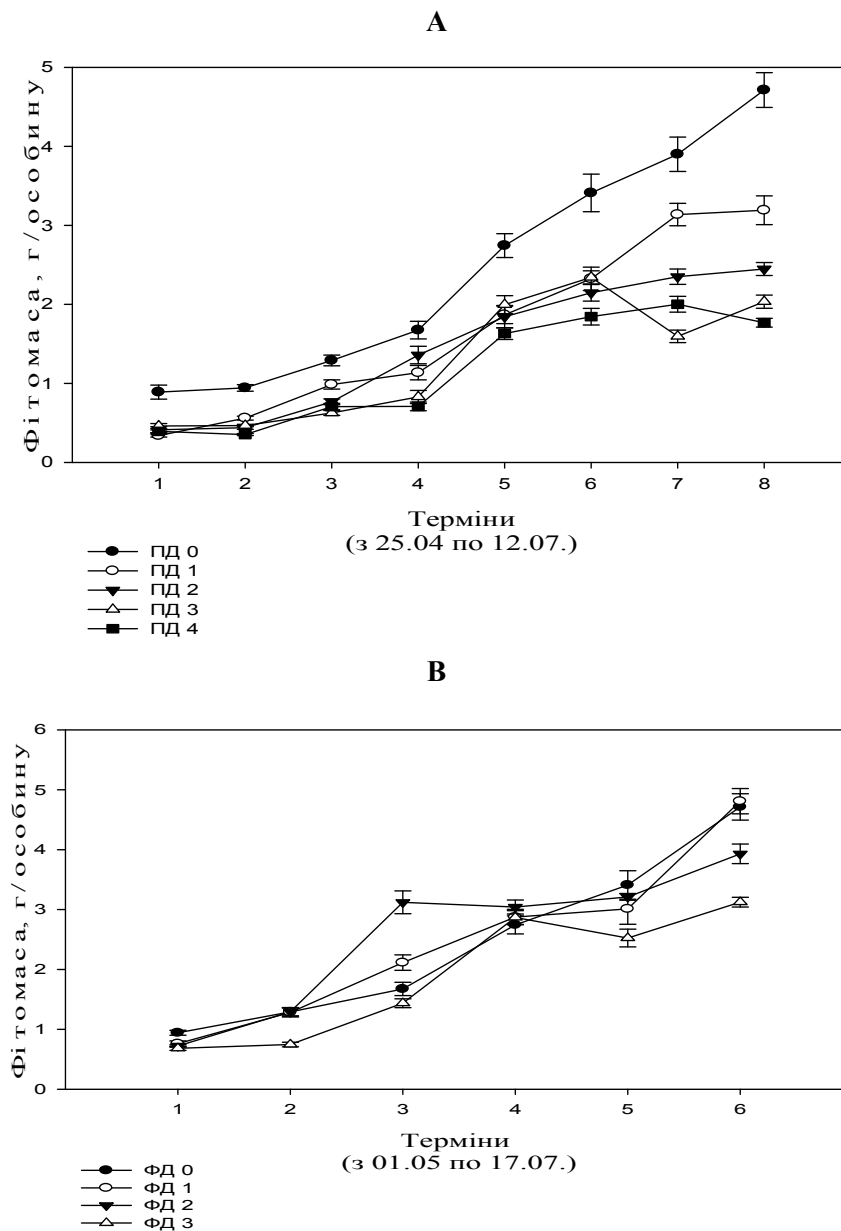 A
5
4
3
2
1
0
Фітомаса, г/особину
1 2 3 4 5 6 7 8
Терміни
(з 25.04 по 12.07.)
ПД 0
ПД 1
ПД 2
ПД 3
ПД 4
B
6
5
4
3
2
1
0
Фітомаса, г/особину
1 2 3 4 5 6
Терміни
(з 01.05 по 17.07.)
ФД 0
ФД 1
ФД 2
ФД 3